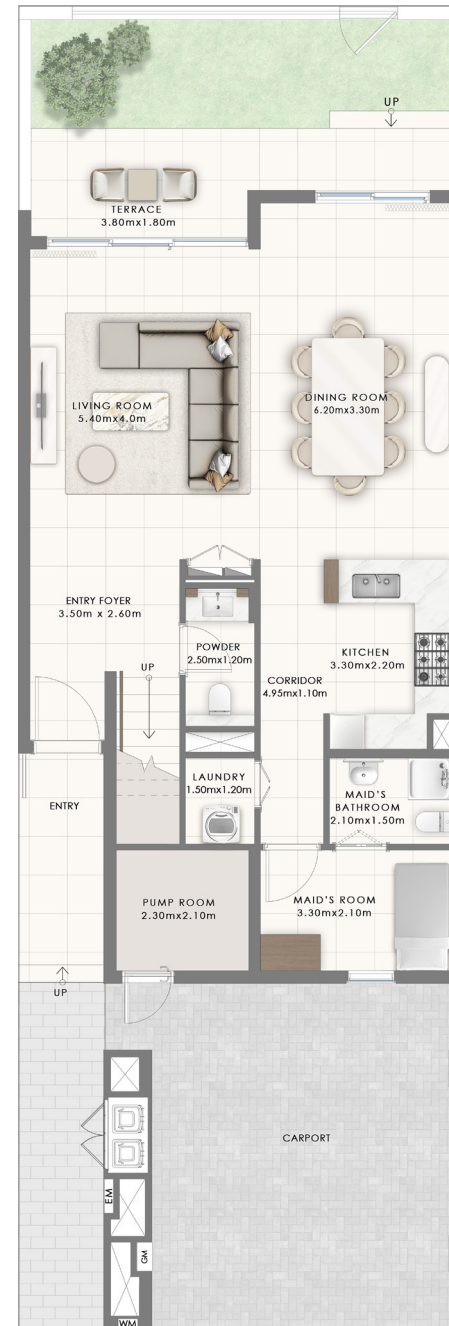 UP
TERRACE
3.80mx1.80m
LIVING ROOM
5.40mx4.0m
DINING ROOM
6.20mx3.30m
ENTRY FOYER
3.50m x 2.60m
POWDER
2.50mx1.20m
KITCHEN
3.30mx2.20m
UP
CORRIDOR
4.95mx1.10m
LAUNDRY
1.50mx1.20m
ENTRY
MAID'S
BATHROOM
2.10mx1.50m
PUMP ROOM
2.30mx2.10m
MAID'S ROOM
3.30mx2.10m
UP
CARPORT
EM
GM
WM